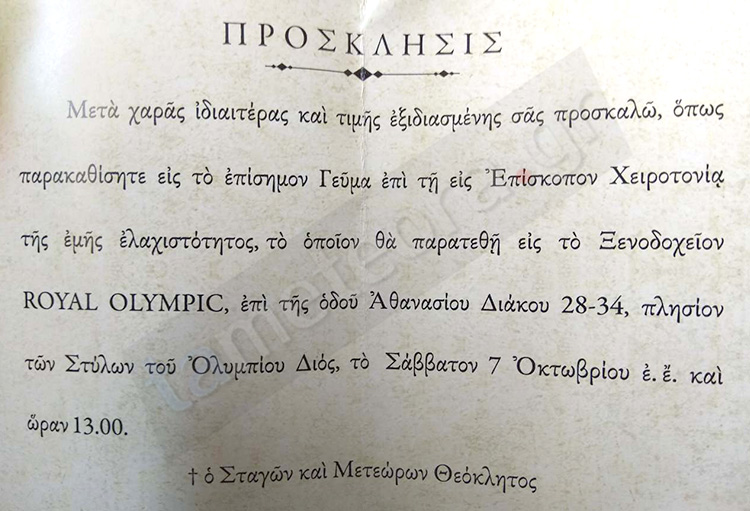 ΠΡΟΣΚΛΗΣΙΣ
Μετὰ χαρᾶς ἰδιαιτέρας καὶ τιμῆς ἐξιδιασμένης σᾶς προσκαλῶ, ὅπως
παρακαθίσητε εἰς τὸ ἐπίσημον Γεῦμα ἐπὶ τῇ εἰς Ἐπίσκοπον Χειροτονίᾳ
τῆς ἐμῆς ἐλαχιστότητος, τὸ ὁποῖον θὰ παρατεθῇ εἰς τὸ Ξενοδοχεῖον
ROYAL OLYMPIC, ἐπὶ τῆς ὁδοῦ Ἀθανασίου Διάκου 28-34, πλησίον
τῶν Στύλων τοῦ Ὀλυμπίου Διός, τὸ Σάββατον 7 Ὀκτωβρίου ἐ. ἔ. καὶ
ὥραν 13.00.
† ὁ Σταγῶν καὶ Μετεώρων Θεόκλητος
tameteora.gr